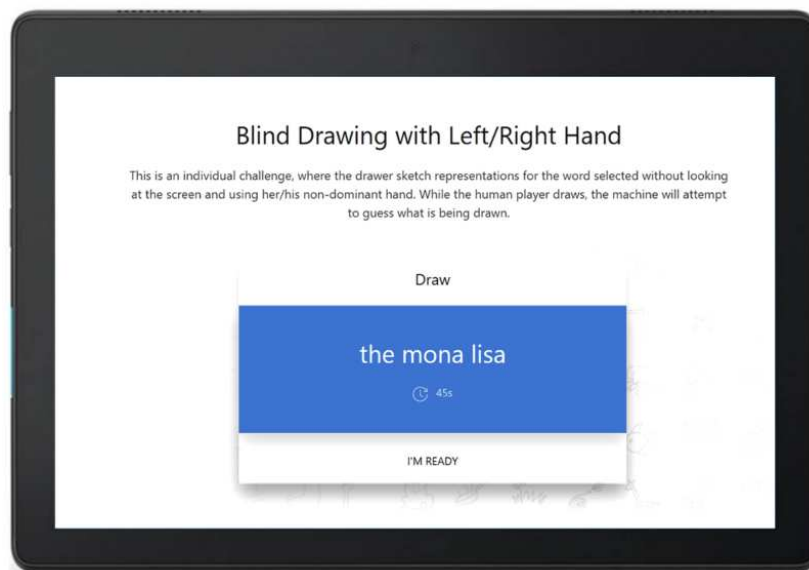 Blind Drawing with Left/Right Hand
This is an individual challenge, where the drawer sketch representations for the word selected without looking
at the screen and using her/his non-dominant hand. While the human player draws, the machine will attempt
to guess what is being drawn.
Draw
the mona lisa
45s
I'M READY